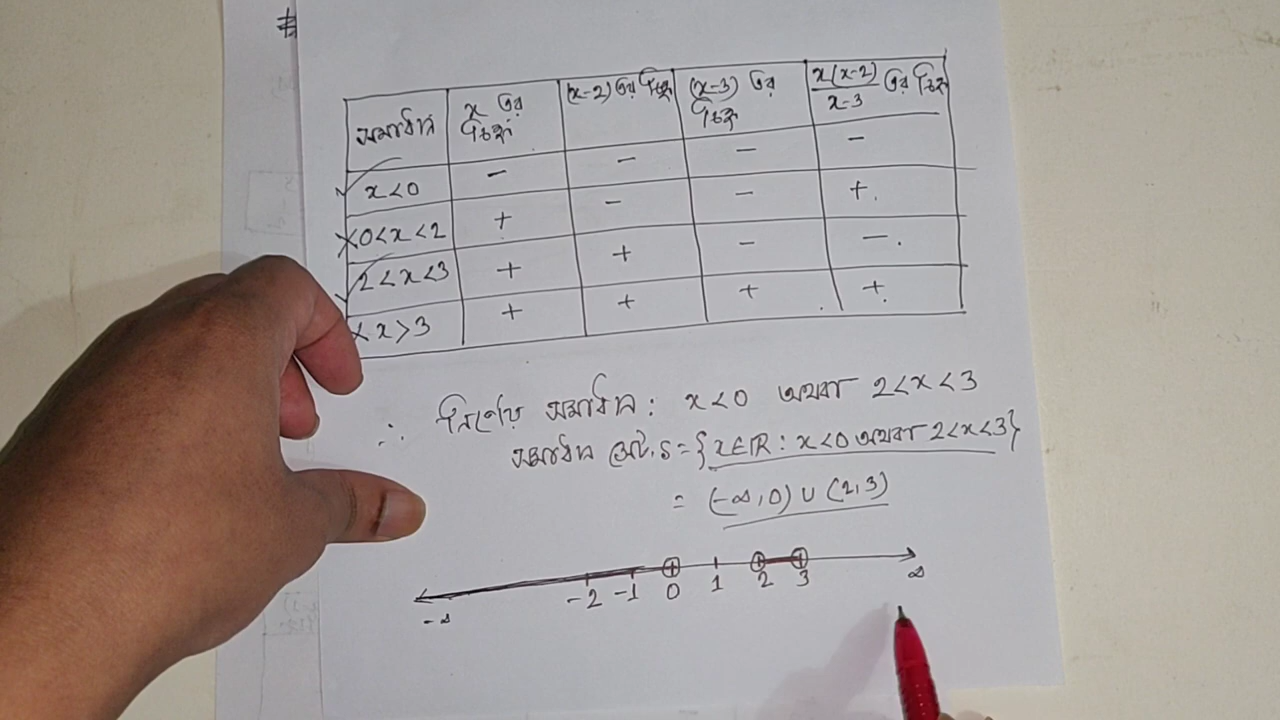 #
সমাধান x এর চিহ্ন (x-2) এর চিহ্ন (x-3) এর চিহ্ন x(x-2)/x-3 এর চিহ্ন
x<0 - - - -
0<x<2 + - - +
2<x<3 + + - -
x>3 + + + +
∴ নির্ণেয় সমাধান: x<0 অথবা 2<x<3
সমাধান সেট, S={x∈ℝ: x<0 অথবা 2<x<3}
= (-∞,0) ∪ (2,3)
-2 -1 0 1 2 3
-∞ ∞